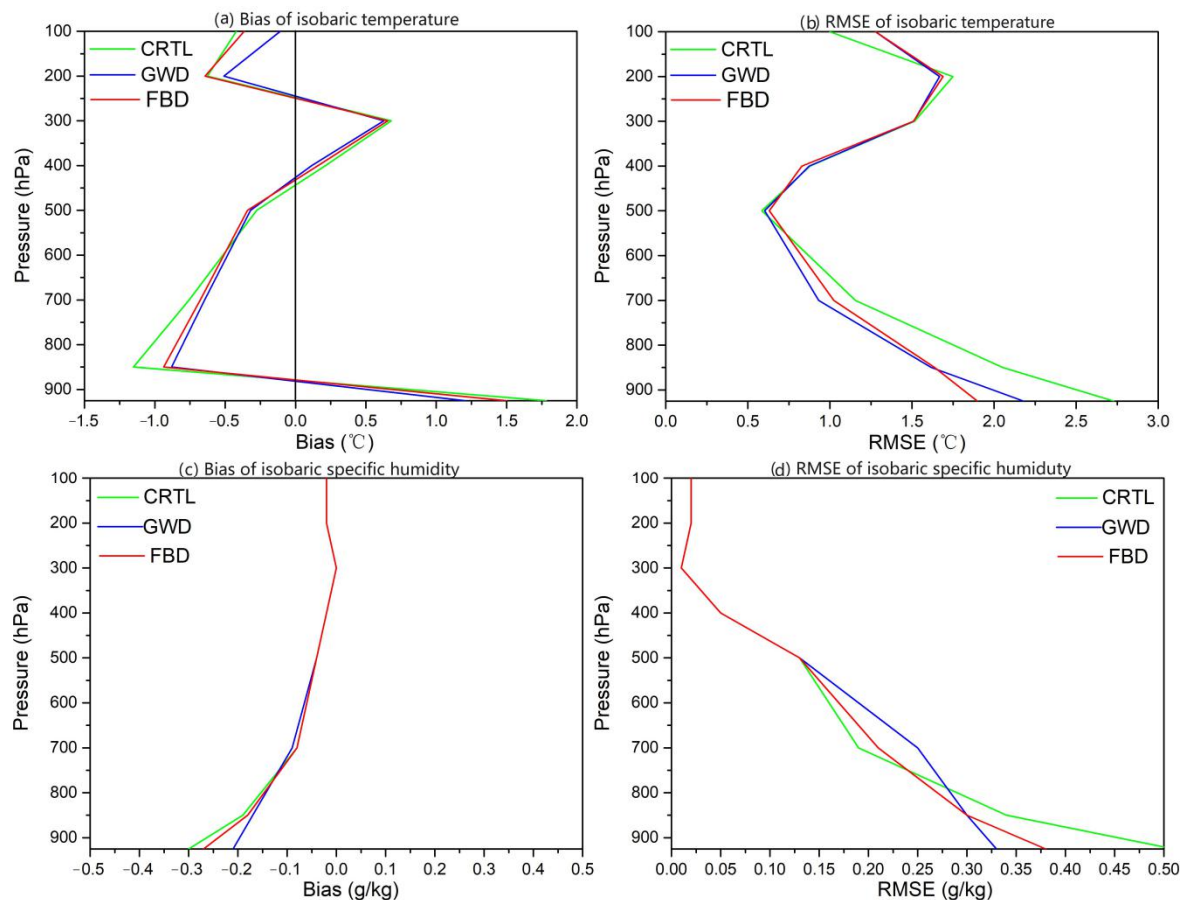 (a) Bias of isobaric temperature
100
200
300
400
500
600
700
800
900
Pressure (hPa)
CRTL
GWD
FBD
−1.5 −1.0 −0.5 0.0 0.5 1.0 1.5 2.0
Bias (℃)
(b) RMSE of isobaric temperature
100
200
300
400
500
600
700
800
900
Pressure (hPa)
CRTL
GWD
FBD
0.0 0.5 1.0 1.5 2.0 2.5 3.0
RMSE (℃)
(c) Bias of isobaric specific humidity
100
200
300
400
500
600
700
800
900
Pressure (hPa)
CRTL
GWD
FBD
−0.5 −0.4 −0.3 −0.2 −0.1 0.0 0.1 0.2 0.3 0.4 0.5
Bias (g/kg)
(d) RMSE of isobaric specific humiduty
100
200
300
400
500
600
700
800
900
Pressure (hPa)
CRTL
GWD
FBD
0.00 0.05 0.10 0.15 0.20 0.25 0.30 0.35 0.40 0.45 0.50
RMSE (g/kg)